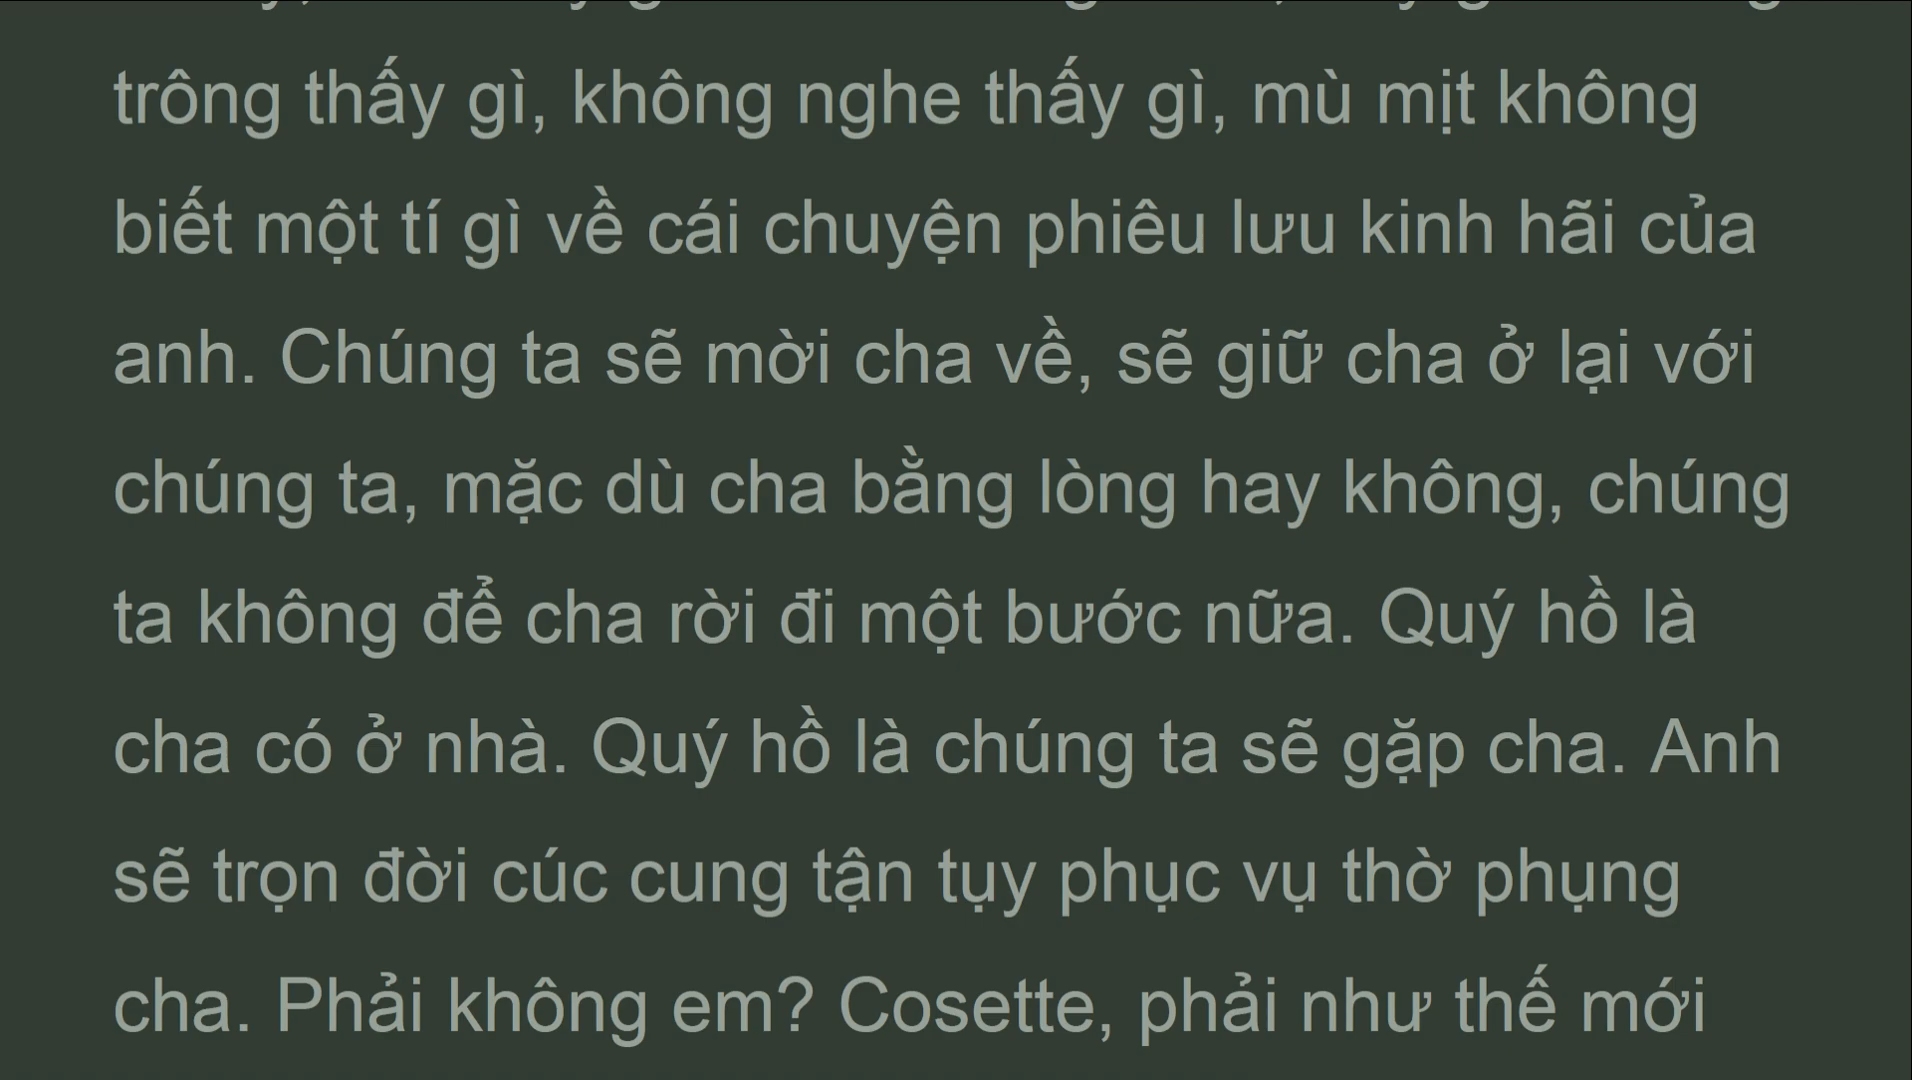 trông thấy gì, không nghe thấy gì, mù mịt không
biết một tí gì về cái chuyện phiêu lưu kinh hãi của
anh. Chúng ta sẽ mời cha về, sẽ giữ cha ở lại với
chúng ta, mặc dù cha bằng lòng hay không, chúng
ta không để cha rời đi một bước nữa. Quý hồ là
cha có ở nhà. Quý hồ là chúng ta sẽ gặp cha. Anh
sẽ trọn đời cúc cung tận tụy phục vụ thờ phụng
cha. Phải không em? Cosette, phải như thế mới